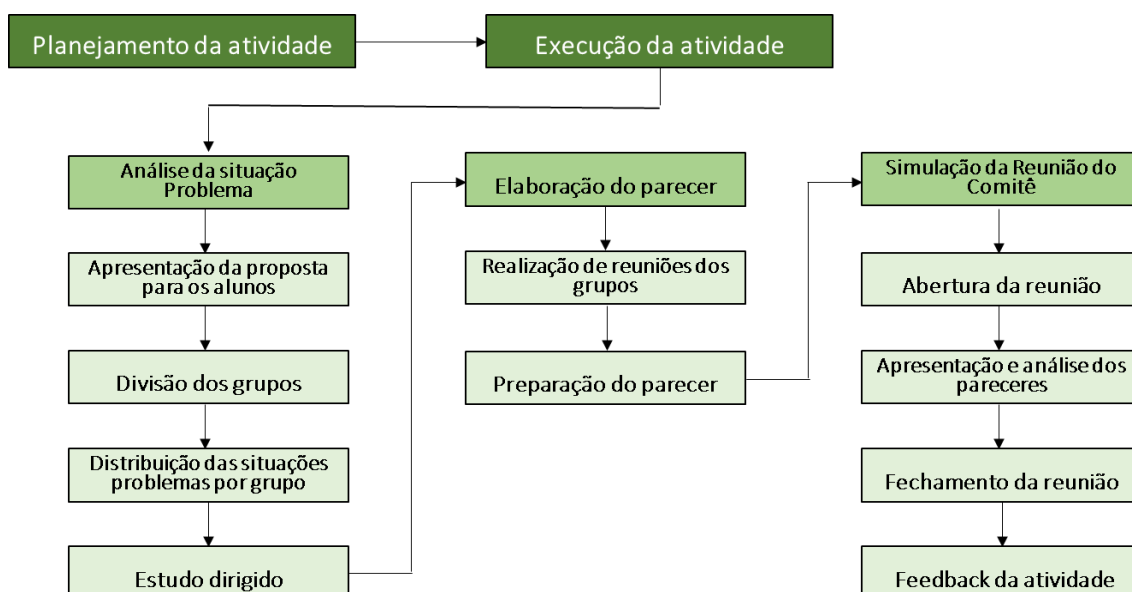 Planejamento da atividade
Execução da atividade
Análise da situação
Problema
Apresentação da proposta
para os alunos
Divisão dos grupos
Distribuição das situações
problemas por grupo
Estudo dirigido
Elaboração do parecer
Realização de reuniões dos
grupos
Preparação do parecer
Simulação da Reunião do
Comitê
Abertura da reunião
Apresentação e análise dos
pareceres
Fechamento da reunião
Feedback da atividade